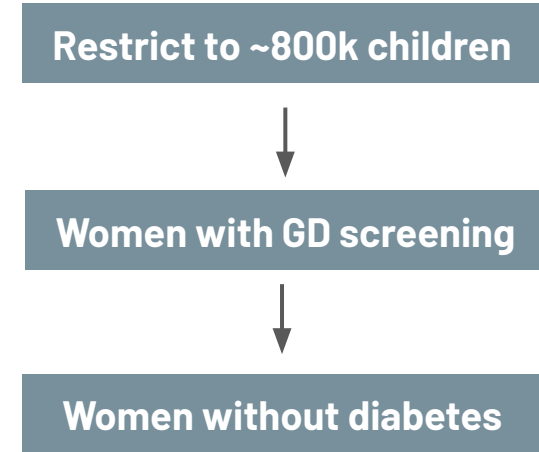 Restrict to ~800k children
Women with GD screening
Women without diabetes